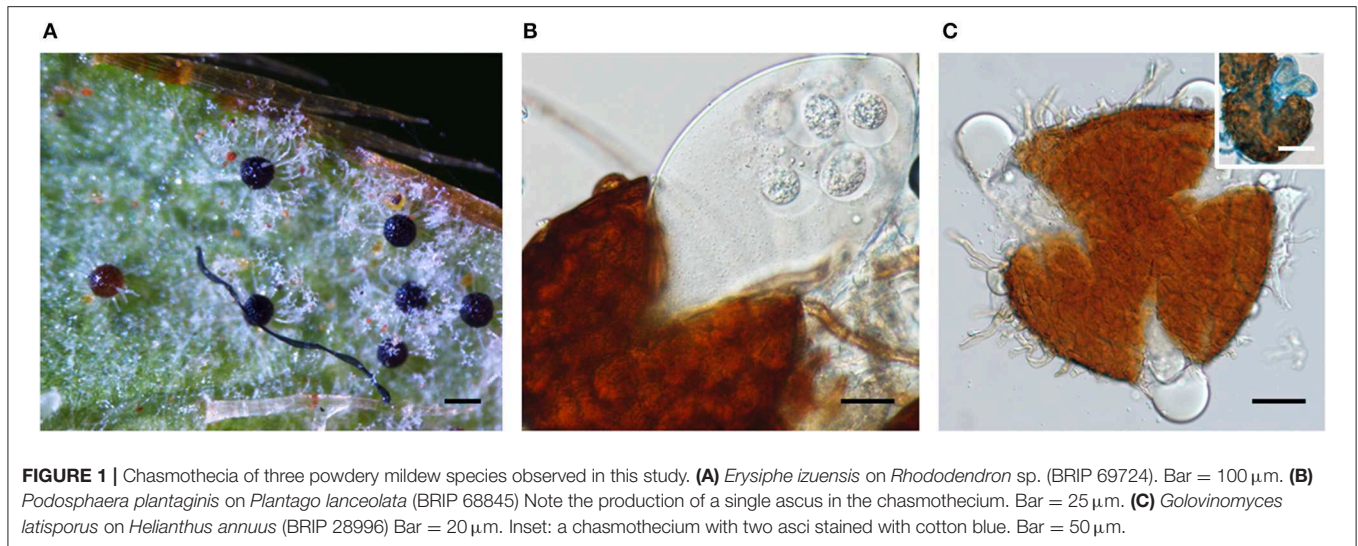 A
B
C
FIGURE 1 | Chasmothecia of three powdery mildew species observed in this study. (A) Erysiphe izuensis on Rhododendron sp. (BRIP 69724). Bar = 100 μm. (B)
Podosphaera plantaginis on Plantago lanceolata (BRIP 68845) Note the production of a single ascus in the chasmothecium. Bar = 25 μm. (C) Golovinomyces
latisporus on Helianthus annuus (BRIP 28996) Bar = 20 μm. Inset: a chasmothecium with two asci stained with cotton blue. Bar = 50 μm.